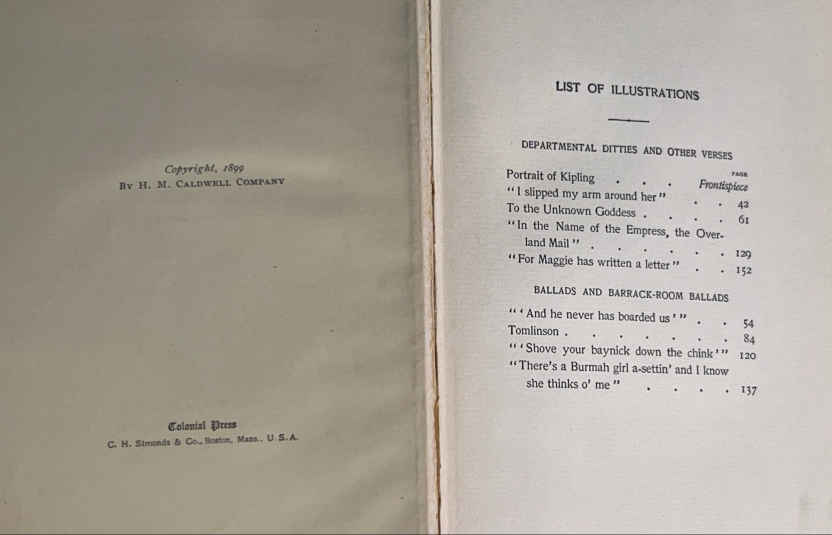 Copyright, 1899
BY H. M. CALDWELL COMPANY
Colonial Press
C. H. Simonds & Co., Boston, Mass., U. S. A.
LIST OF ILLUSTRATIONS
DEPARTMENTAL DITTIES AND OTHER VERSES
PAGE
Portrait of Kipling . . . Frontispiece
"I slipped my arm around her" . . 42
To the Unknown Goddess . . . . 61
"In the Name of the Empress, the Over-
land Mail" . . . . . . 129
"For Maggie has written a letter" . . 152
BALLADS AND BARRACK-ROOM BALLADS
"'And he never has boarded us'" . . 54
Tomlinson . . . . . . . 84
"'Shove your baynick down the chink'" 120
"There's a Burmah girl a-settin' and I know
she thinks o' me" . . . . 137